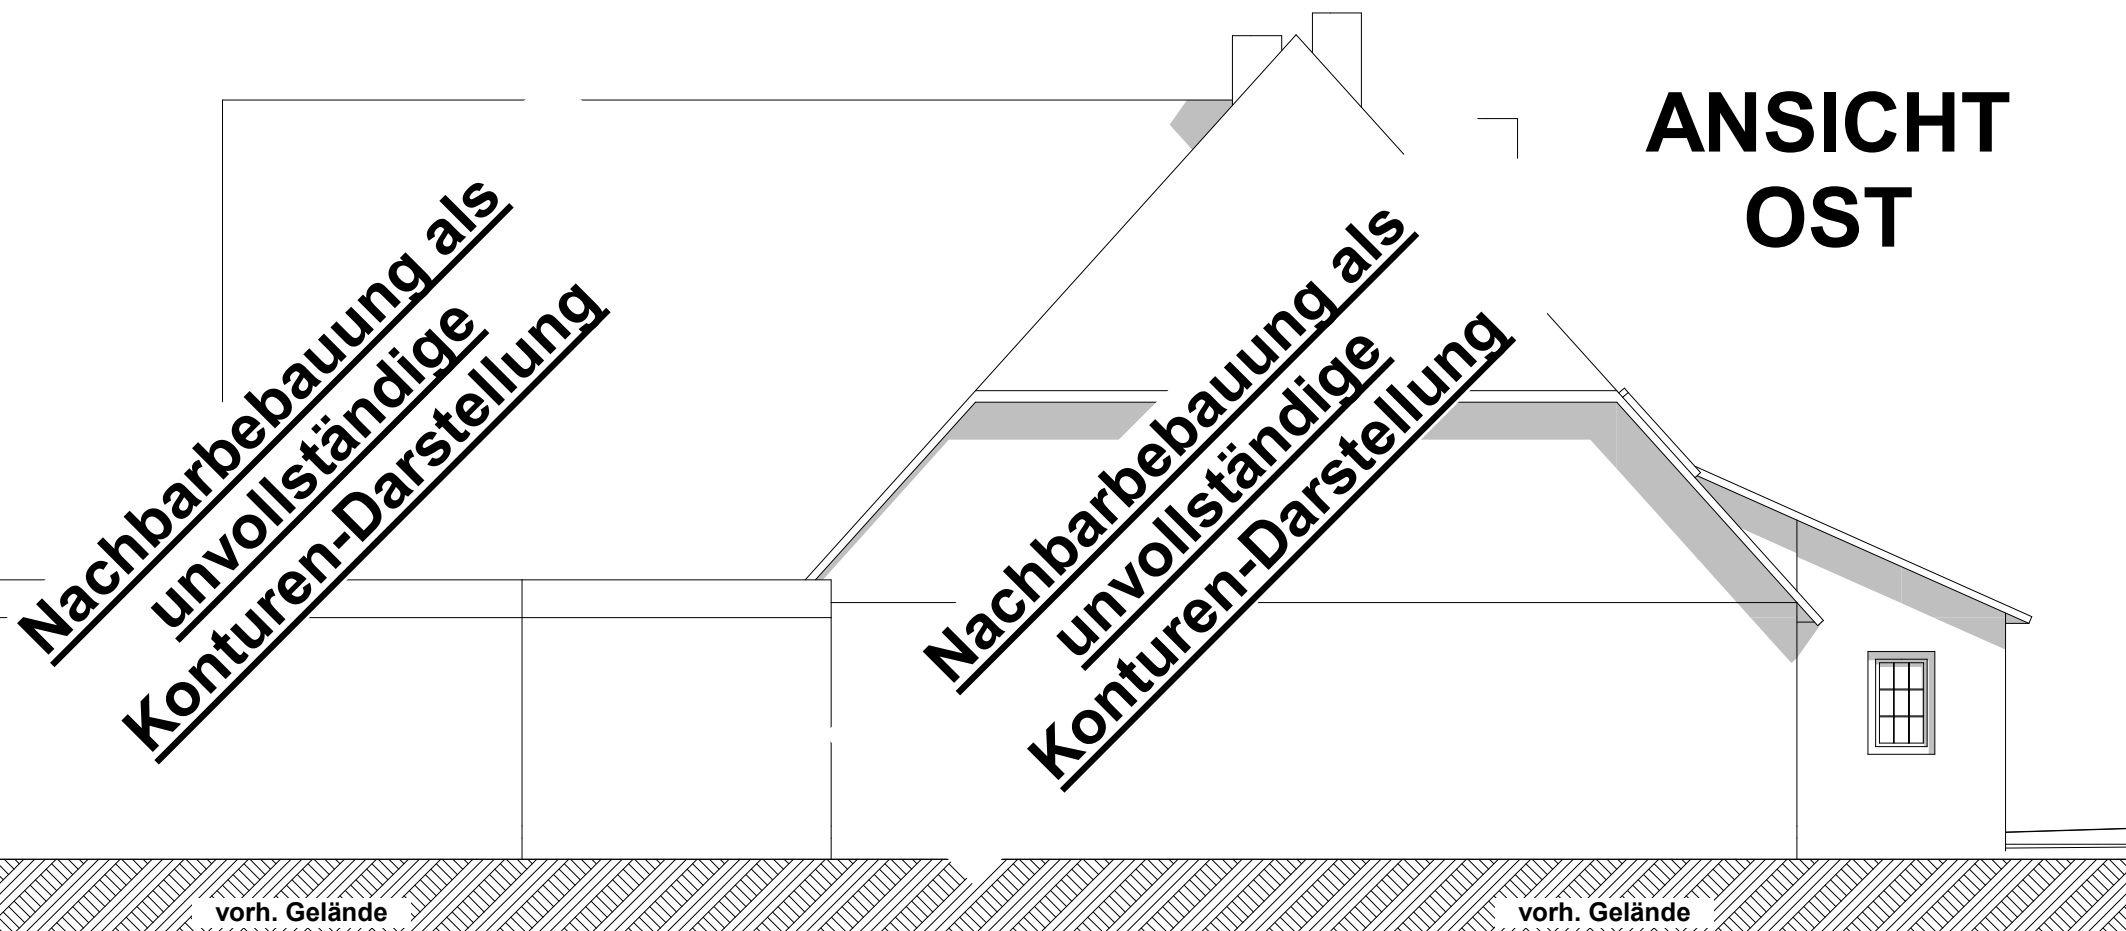 ANSICHT
OST
Nachbarbebauung als
unvollständige
Konturen-Darstellung
Nachbarbebauung als
unvollständige
Konturen-Darstellung
vorh. Gelände
vorh. Gelände